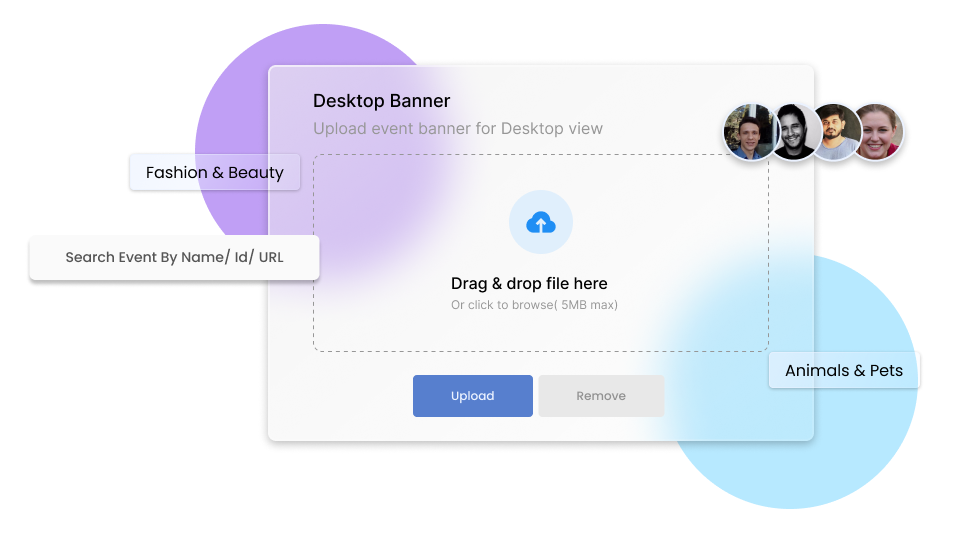 Desktop Banner
Upload event banner for Desktop view
Fashion & Beauty
Search Event By Name/ Id/ URL
Drag & drop file here
Or click to browse( 5MB max)
Animals & Pets
Upload
Remove